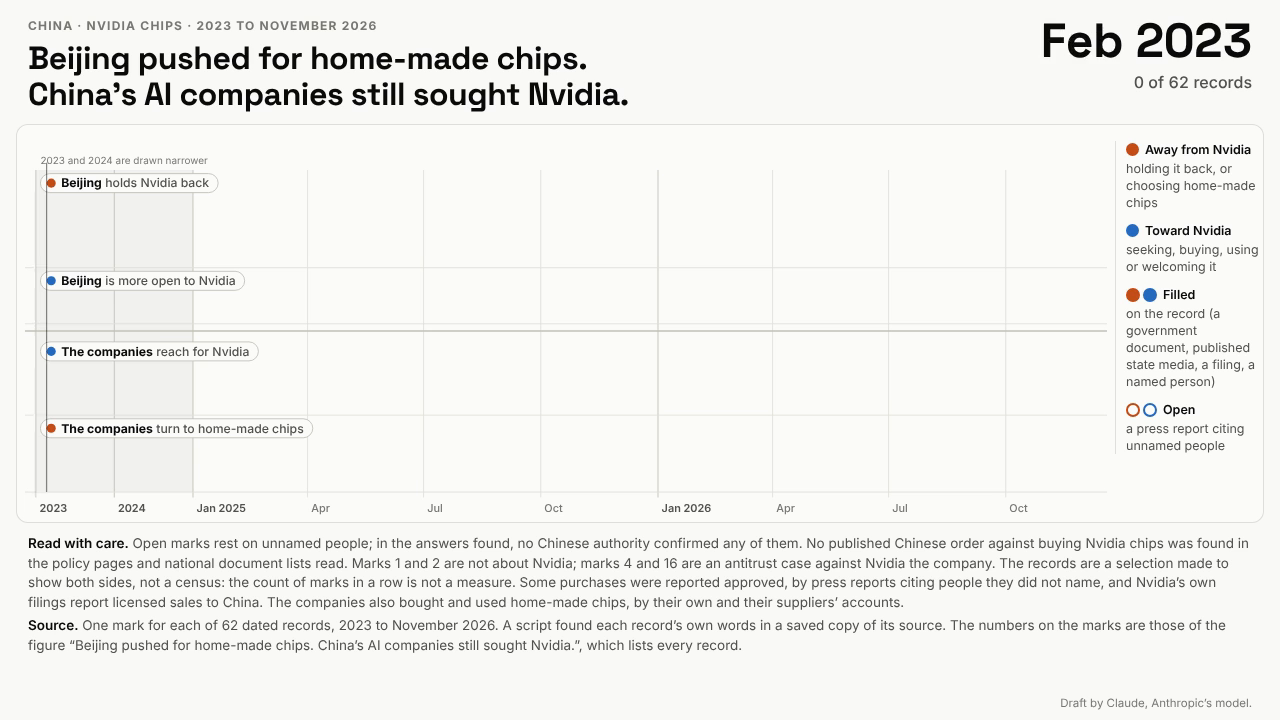 CHINA · NVIDIA CHIPS · 2023 TO NOVEMBER 2026
Beijing pushed for home-made chips.
China’s AI companies still sought Nvidia.
Feb 2023
0 of 62 records
2023 and 2024 are drawn narrower
Beijing holds Nvidia back
Beijing is more open to Nvidia
The companies reach for Nvidia
The companies turn to home-made chips
2023
2024
Jan 2025
Apr
Jul
Oct
Jan 2026
Apr
Jul
Oct
Away from Nvidia
holding it back, or
choosing home-made
chips
Toward Nvidia
seeking, buying, using
or welcoming it
Filled
on the record (a
government
document, published
state media, a filing, a
named person)
Open
a press report citing
unnamed people
Read with care. Open marks rest on unnamed people; in the answers found, no Chinese authority confirmed any of them. No published Chinese order against buying Nvidia chips was found in
the policy pages and national document lists read. Marks 1 and 2 are not about Nvidia; marks 4 and 16 are an antitrust case against Nvidia the company. The records are a selection made to
show both sides, not a census: the count of marks in a row is not a measure. Some purchases were reported approved, by press reports citing people they did not name, and Nvidia’s own
filings report licensed sales to China. The companies also bought and used home-made chips, by their own and their suppliers’ accounts.
Source. One mark for each of 62 dated records, 2023 to November 2026. A script found each record’s own words in a saved copy of its source. The numbers on the marks are those of the
figure “Beijing pushed for home-made chips. China’s AI companies still sought Nvidia.”, which lists every record.
Draft by Claude, Anthropic’s model.